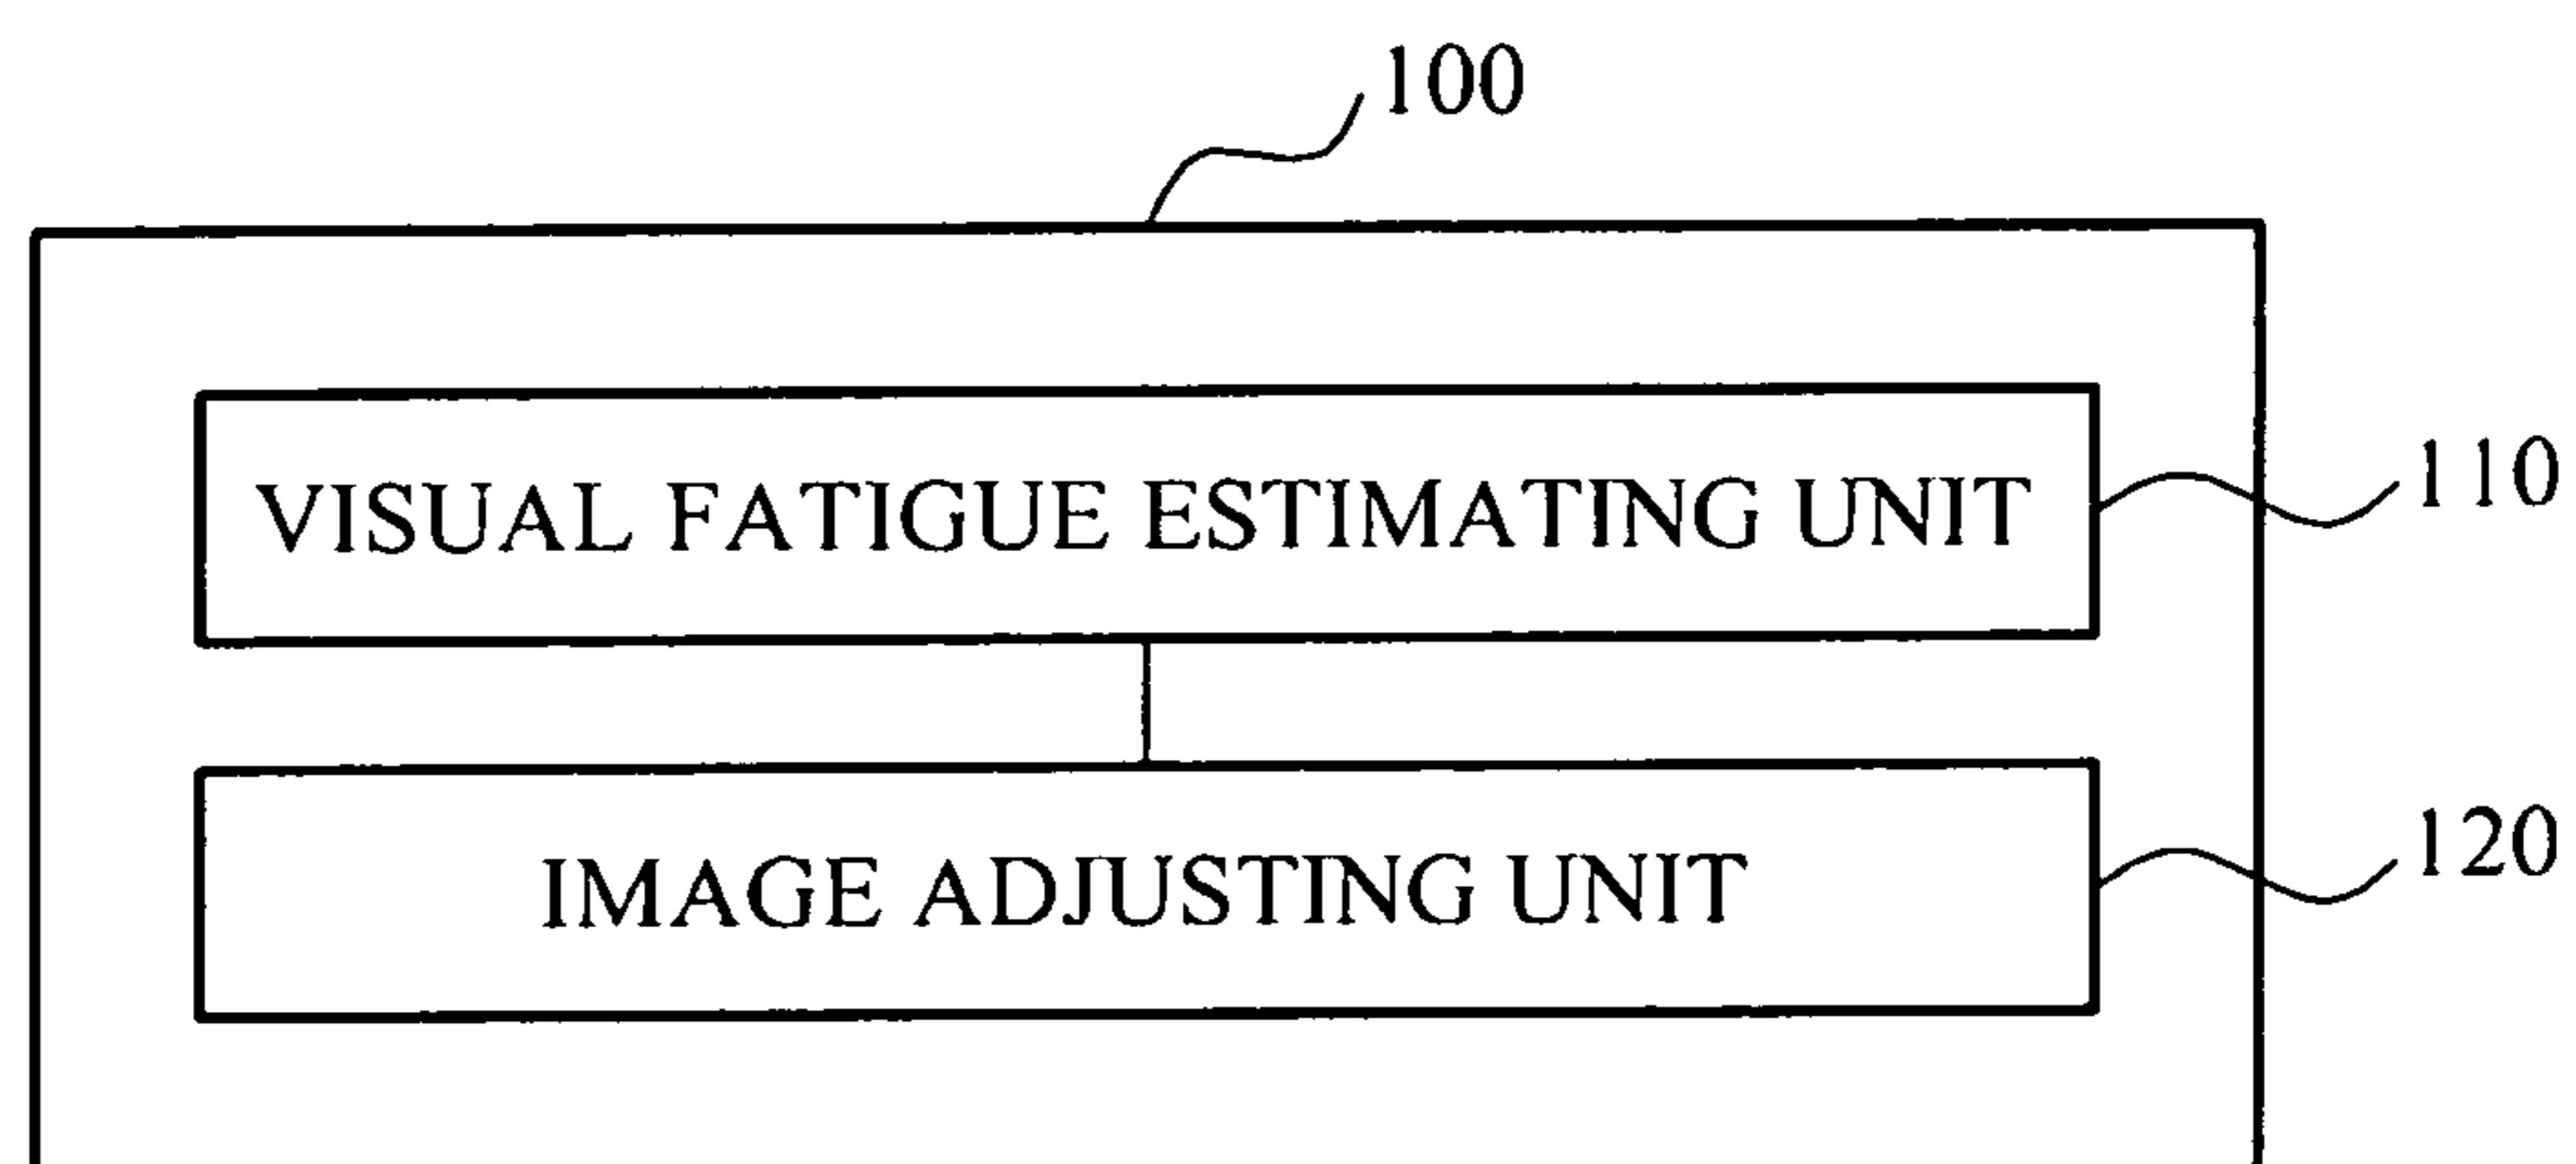 100
VISUAL FATIGUE ESTIMATING UNIT
110
IMAGE ADJUSTING UNIT
120